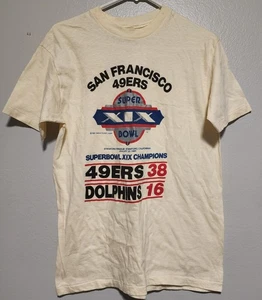 SAN FRANCISCO
49ERS
SUPER
XIX
BOWL
SUPERBOWL XIX CHAMPIONS
49ERS 38
DOLPHINS 16